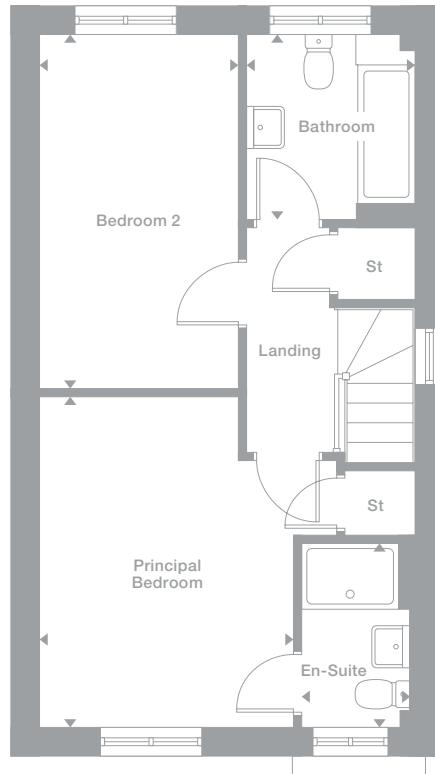 Bathroom
Bedroom 2
St
Landing
St
Principal
Bedroom
En-Suite